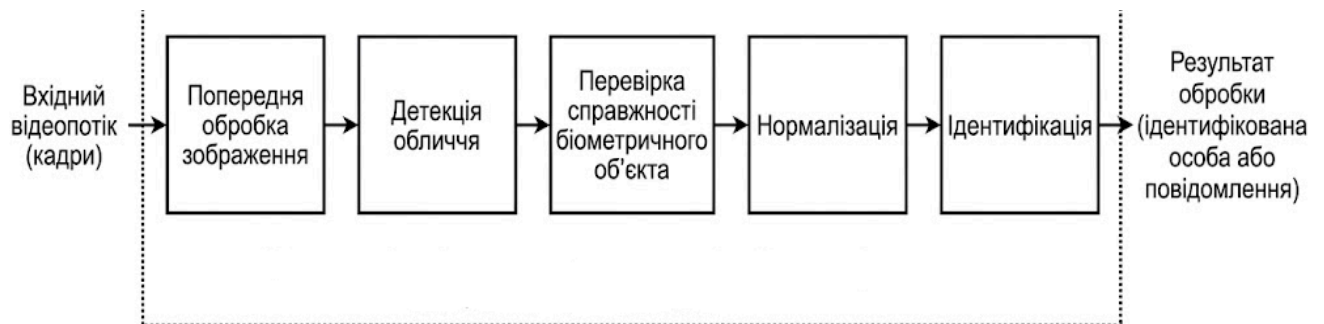 Вхідний
відеопотік
(кадри)
Попередня
обробка
зображення
Детекція
обличчя
Перевірка
справжності
біометричного
об'єкта
Нормалізація
Ідентифікація
Результат
обробки
(ідентифікована
особа або
повідомлення)